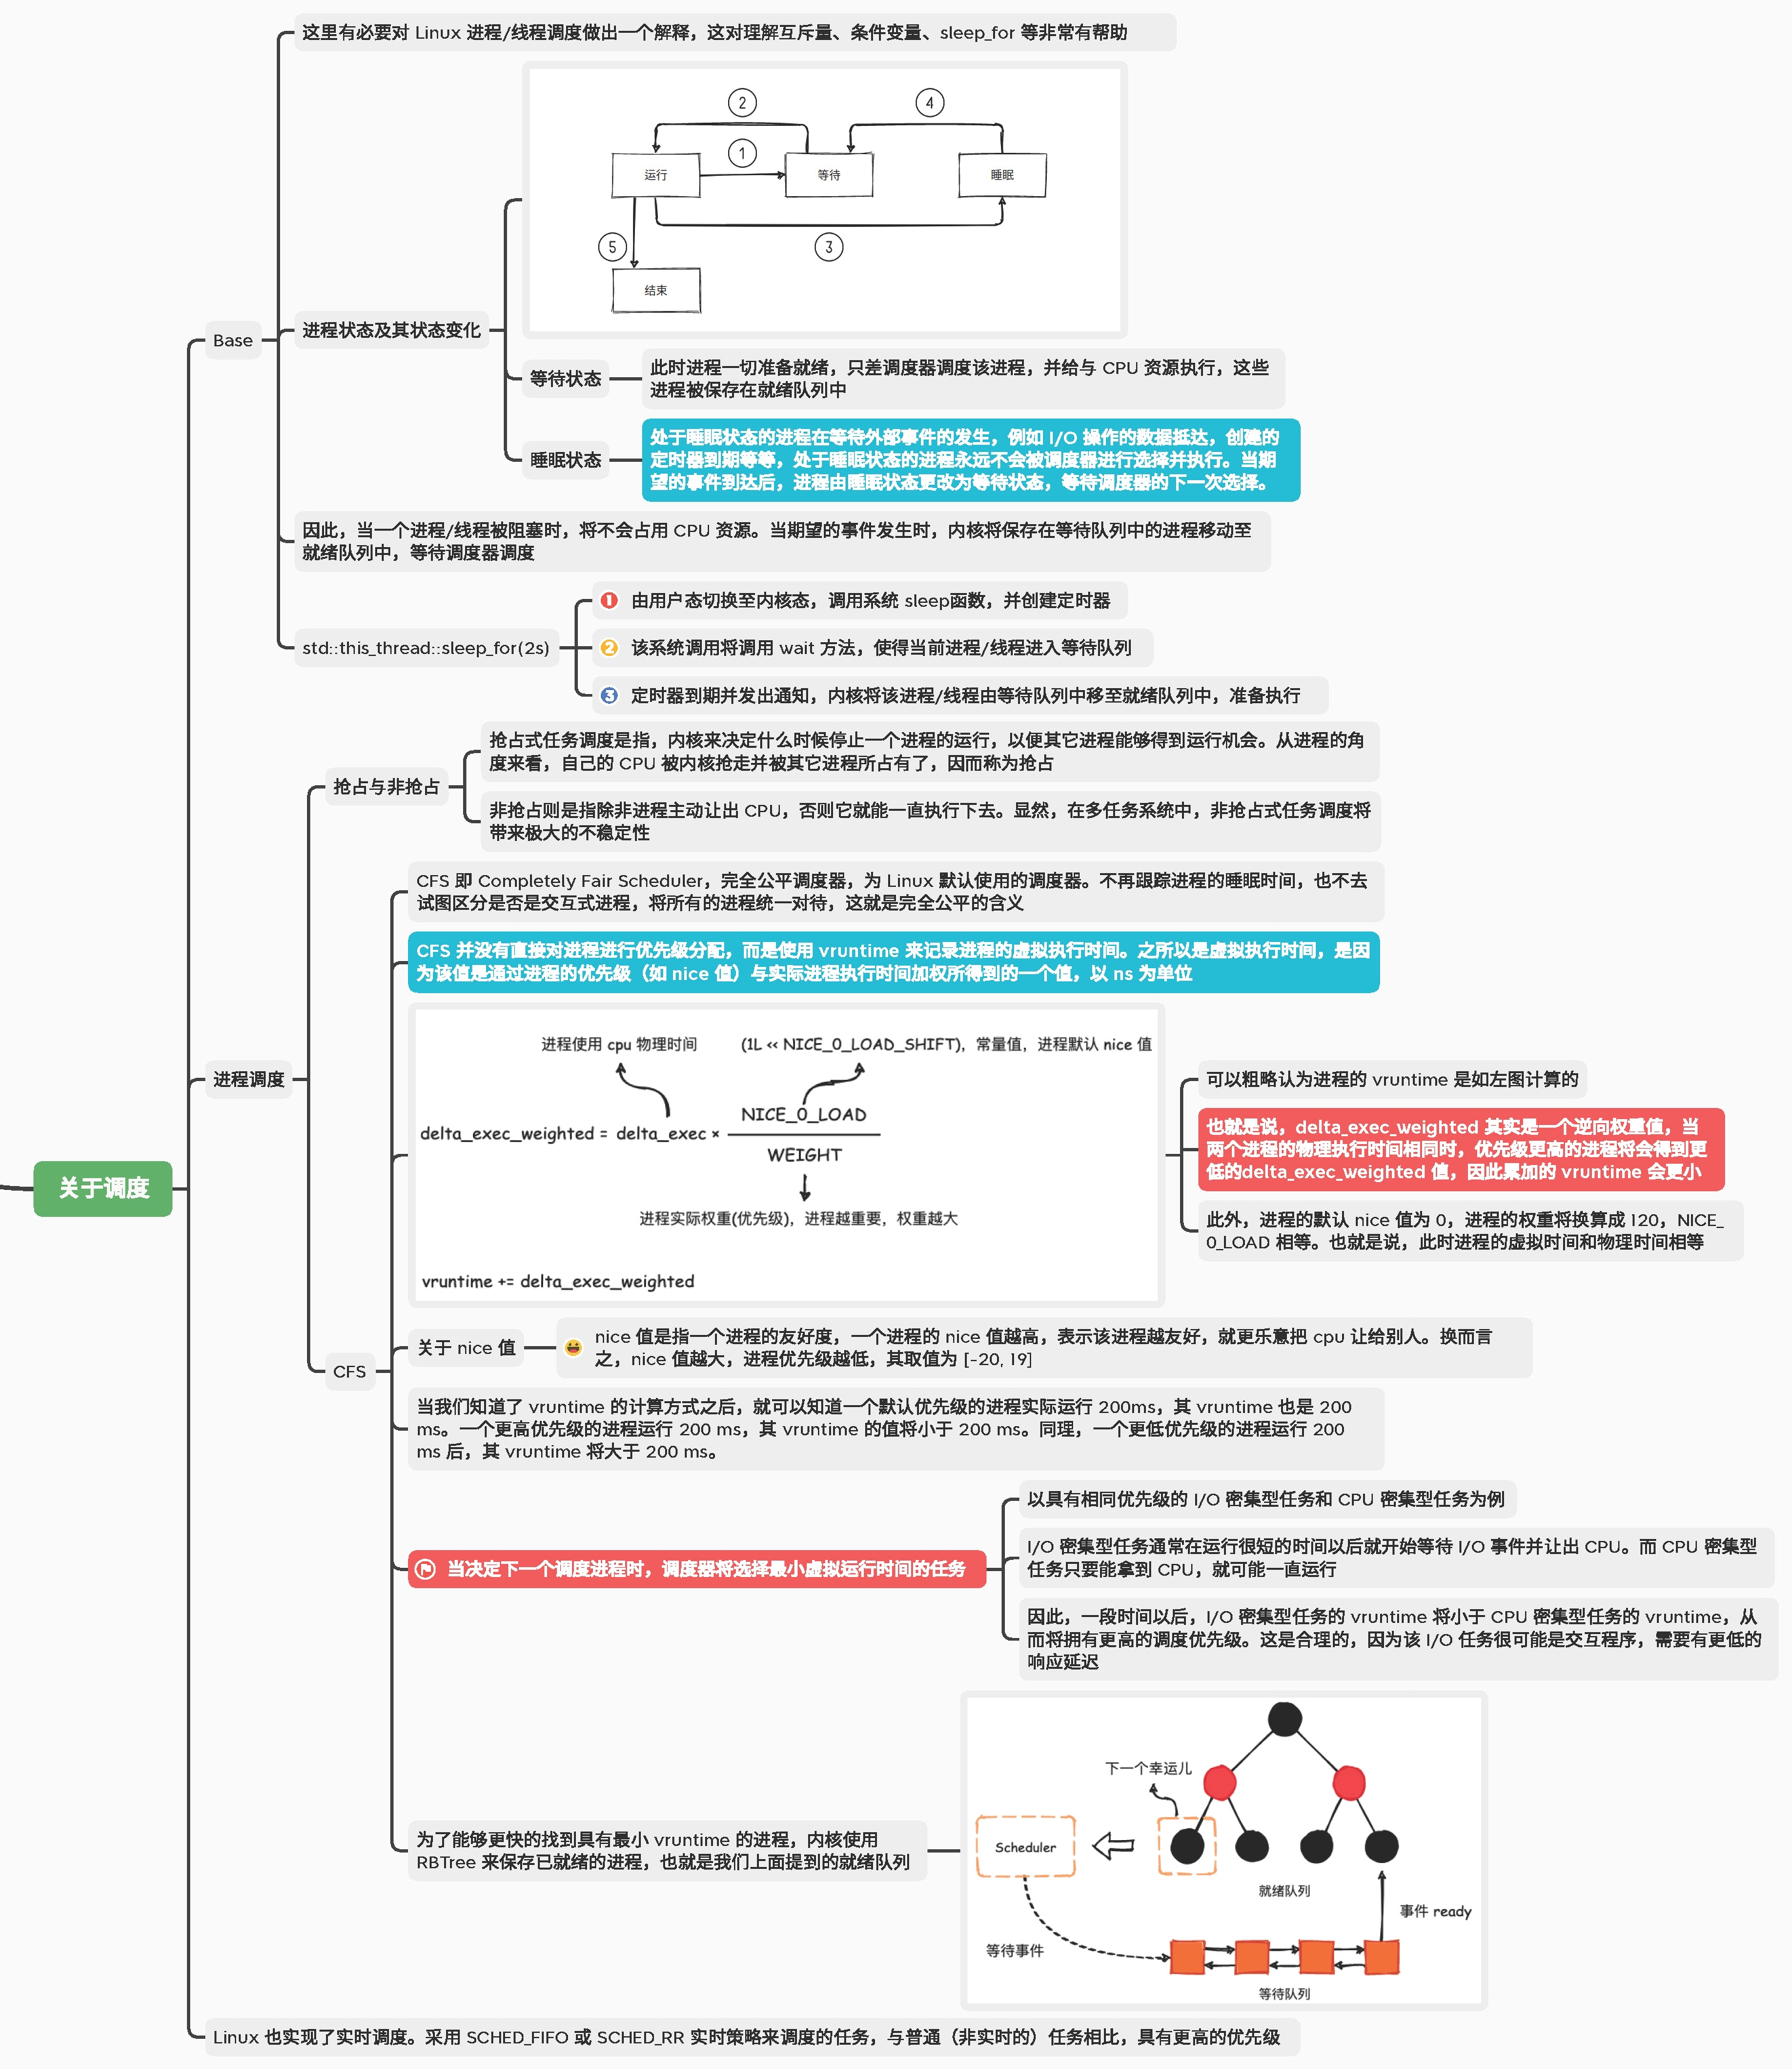 这里有必要对 Linux 进程/线程调度做出一个解释，这对理解互斥量、条件变量、sleep_for 等非常有帮助
2
4
1
运行
等待
睡眠
5
3
结束
Base
进程状态及其状态变化
等待状态
此时进程一切准备就绪，只差调度器调度该进程，并给与 CPU 资源执行，这些
进程被保存在就绪队列中
睡眠状态
处于睡眠状态的进程在等待外部事件的发生，例如 I/O 操作的数据抵达，创建的
定时器到期等等，处于睡眠状态的进程永远不会被调度器进行选择并执行。当期
望的事件到达后，进程由睡眠状态更改为等待状态，等待调度器的下一次选择。
因此，当一个进程/线程被阻塞时，将不会占用 CPU 资源。当期望的事件发生时，内核将保存在等待队列中的进程移动至
就绪队列中，等待调度器调度
std::this_thread::sleep_for(2s)
1 由用户态切换至内核态，调用系统 sleep函数，并创建定时器
2 该系统调用将调用 wait 方法，使得当前进程/线程进入等待队列
3 定时器到期并发出通知，内核将该进程/线程由等待队列中移至就绪队列中，准备执行
关于调度
进程调度
抢占与非抢占
抢占式任务调度是指，内核来决定什么时候停止一个进程的运行，以便其它进程能够得到运行机会。从进程的角
度来看，自己的 CPU 被内核抢走并被其它进程所占有了，因而称为抢占
非抢占则是指除非进程主动让出 CPU，否则它就能一直执行下去。显然，在多任务系统中，非抢占式任务调度将
带来极大的不稳定性
CFS
CFS 即 Completely Fair Scheduler，完全公平调度器，为 Linux 默认使用的调度器。不再跟踪进程的睡眠时间，也不去
试图区分是否是交互式进程，将所有的进程统一对待，这就是完全公平的含义
CFS 并没有直接对进程进行优先级分配，而是使用 vruntime 来记录进程的虚拟执行时间。之所以是虚拟执行时间，是因
为该值是通过进程的优先级（如 nice 值）与实际进程执行时间加权所得到的一个值，以 ns 为单位
进程使用 cpu 物理时间
(1L << NICE_0_LOAD_SHIFT)，常量值，进程默认 nice 值
NICE_0_LOAD
delta_exec_weighted = delta_exec ×
WEIGHT
进程实际权重(优先级)，进程越重要，权重越大
vruntime += delta_exec_weighted
可以粗略认为进程的 vruntime 是如左图计算的
也就是说，delta_exec_weighted 其实是一个逆向权重值，当
两个进程的物理执行时间相同时，优先级更高的进程将会得到更
低的delta_exec_weighted 值，因此累加的 vruntime 会更小
此外，进程的默认 nice 值为 0，进程的权重将换算成 120，NICE_
0_LOAD 相等。也就是说，此时进程的虚拟时间和物理时间相等
关于 nice 值
nice 值是指一个进程的友好度，一个进程的 nice 值越高，表示该进程越友好，就更乐意把 cpu 让给别人。换而言
之，nice 值越大，进程优先级越低，其取值为 [-20, 19]
当我们知道了 vruntime 的计算方式之后，就可以知道一个默认优先级的进程实际运行 200ms，其 vruntime 也是 200
ms。一个更高优先级的进程运行 200 ms，其 vruntime 的值将小于 200 ms。同理，一个更低优先级的进程运行 200
ms 后，其 vruntime 将大于 200 ms。
当决定下一个调度进程时，调度器将选择最小虚拟运行时间的任务
以具有相同优先级的 I/O 密集型任务和 CPU 密集型任务为例
I/O 密集型任务通常在运行很短的时间以后就开始等待 I/O 事件并让出 CPU。而 CPU 密集型
任务只要能拿到 CPU，就可能一直运行
因此，一段时间以后，I/O 密集型任务的 vruntime 将小于 CPU 密集型任务的 vruntime，从
而将拥有更高的调度优先级。这是合理的，因为该 I/O 任务很可能是交互程序，需要有更低的
响应延迟
为了能够更快的找到具有最小 vruntime 的进程，内核使用
RBTree 来保存已就绪的进程，也就是我们上面提到的就绪队列
下一个幸运儿
Scheduler
就绪队列
事件 ready
等待事件
等待队列
Linux 也实现了实时调度。采用 SCHED_FIFO 或 SCHED_RR 实时策略来调度的任务，与普通（非实时的）任务相比，具有更高的优先级